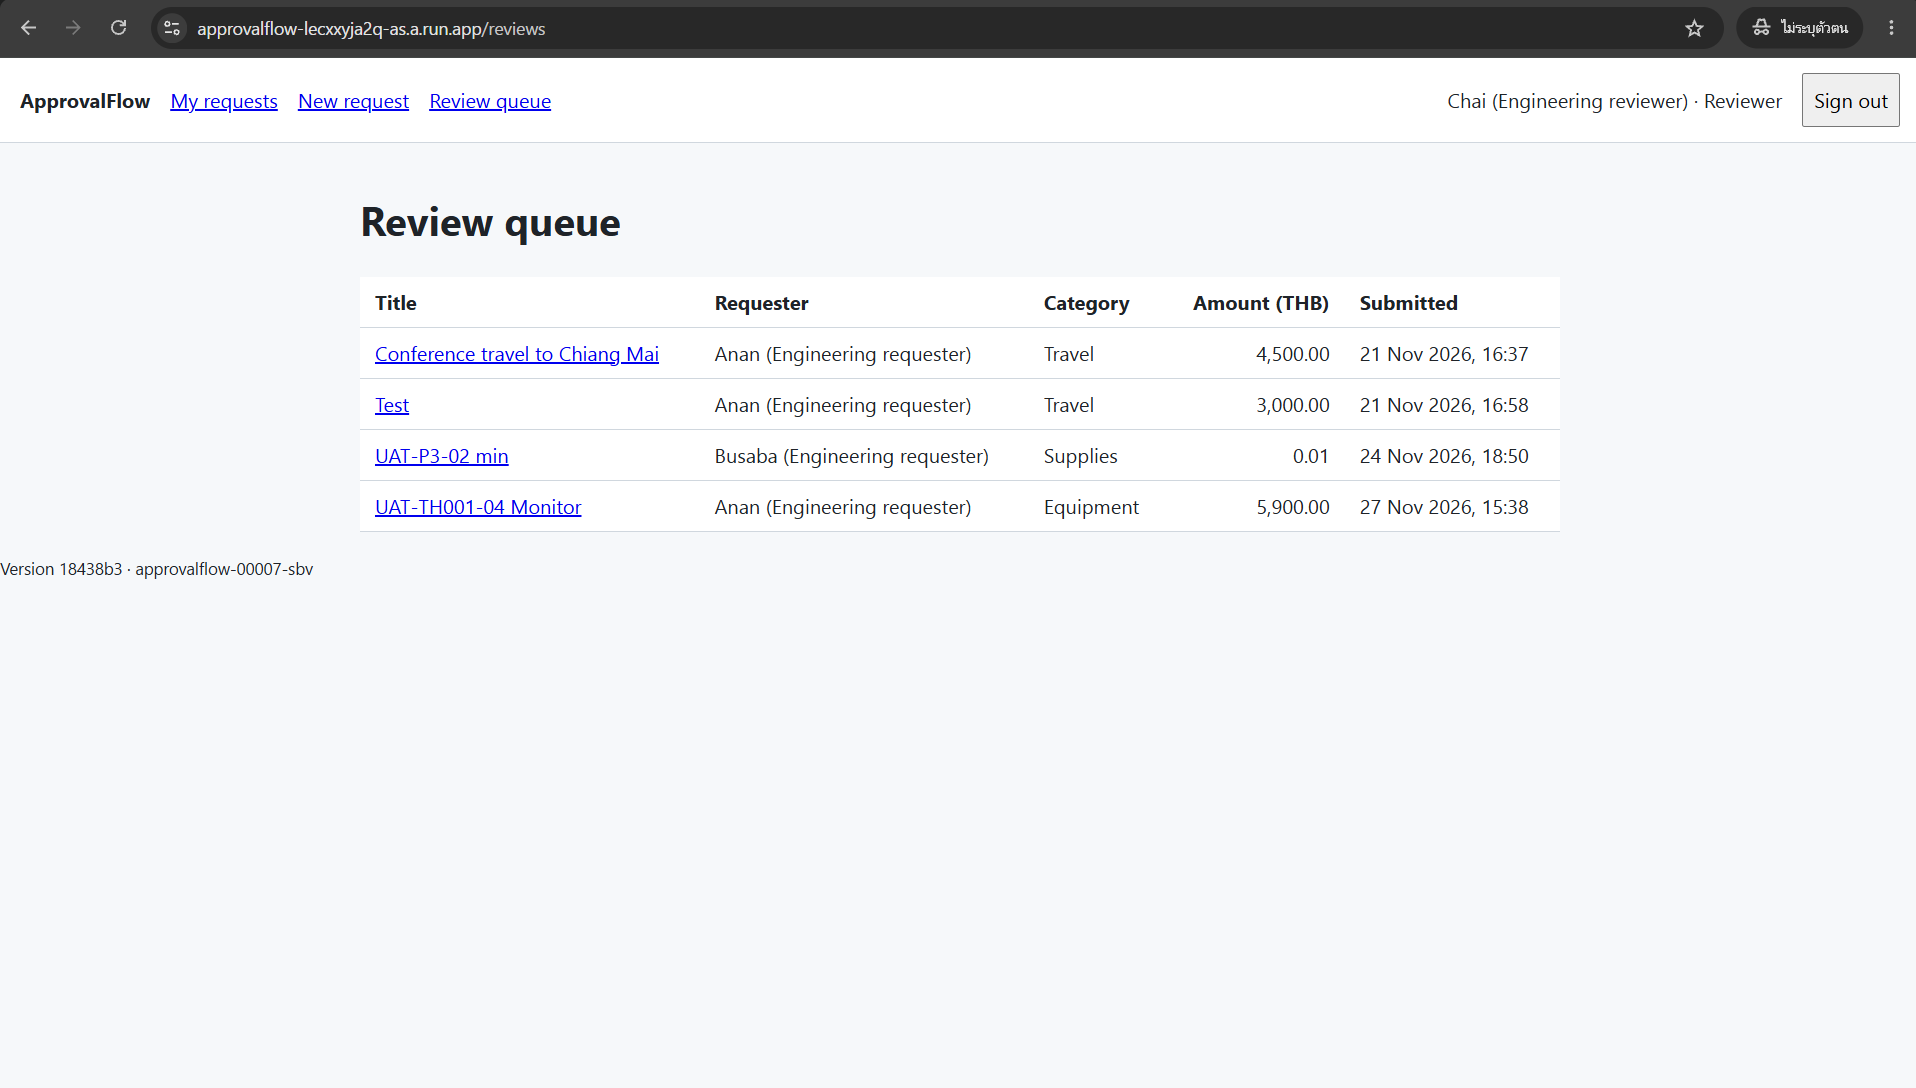 approvalflow-lecxxyja2q-as.a.run.app/reviews ไม่ระบุตัวตน
ApprovalFlow My requests New request Review queue Chai (Engineering reviewer) · Reviewer Sign out
Review queue
Title Requester Category Amount (THB) Submitted
Conference travel to Chiang Mai Anan (Engineering requester) Travel 4,500.00 21 Nov 2026, 16:37
Test Anan (Engineering requester) Travel 3,000.00 21 Nov 2026, 16:58
UAT-P3-02 min Busaba (Engineering requester) Supplies 0.01 24 Nov 2026, 18:50
UAT-TH001-04 Monitor Anan (Engineering requester) Equipment 5,900.00 27 Nov 2026, 15:38
Version 18438b3 · approvalflow-00007-sbv